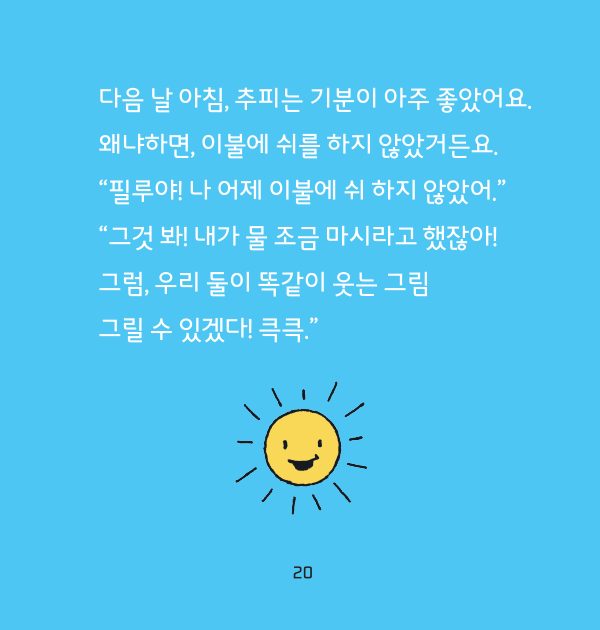 다음 날 아침, 추피는 기분이 아주 좋았어요.
왜냐하면, 이불에 쉬를 하지 않았거든요.
“필루야! 나 어제 이불에 쉬 하지 않았어.”
“그것 봐! 내가 물 조금 마시라고 했잖아!
그럼, 우리 둘이 똑같이 웃는 그림
그릴 수 있겠다! 큭큭.”
20